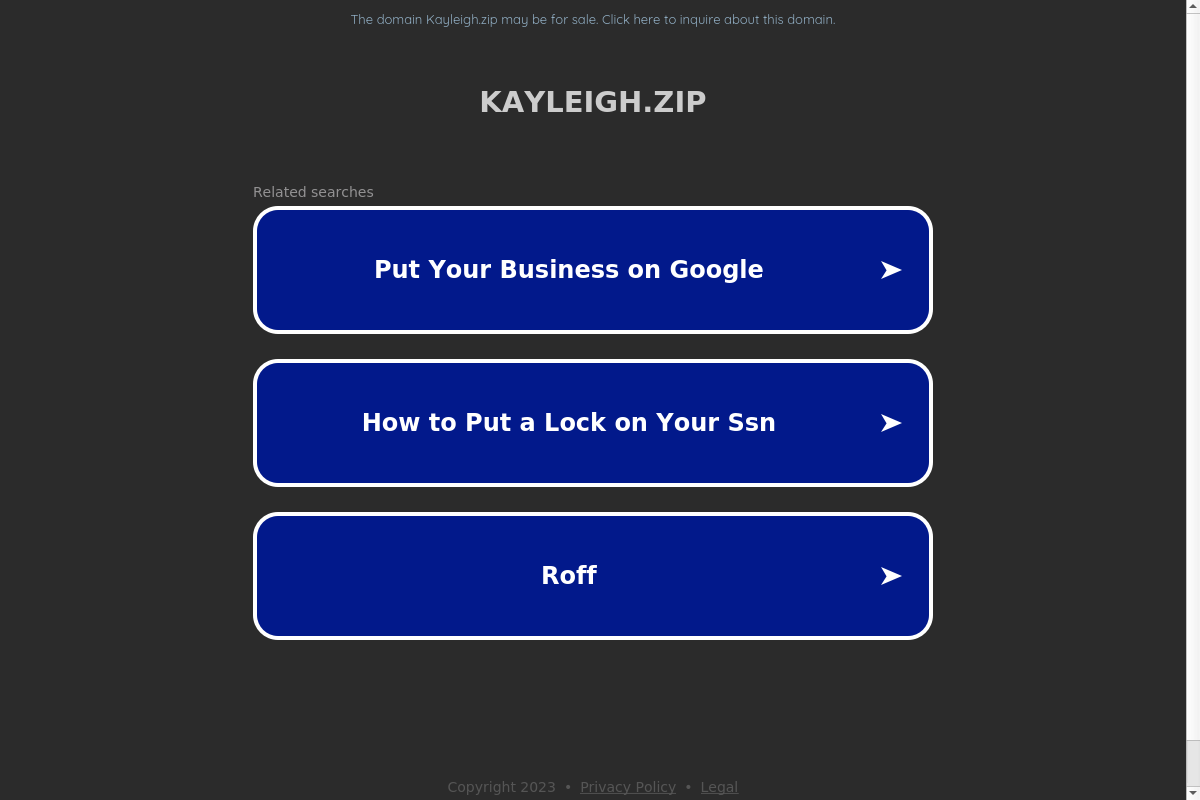 The domain Kayleigh.zip may be for sale. Click here to inquire about this domain.
KAYLEIGH.ZIP
Related searches
Put Your Business on Google
How to Put a Lock on Your Ssn
Roff
Copyright 2023 • Privacy Policy • Legal